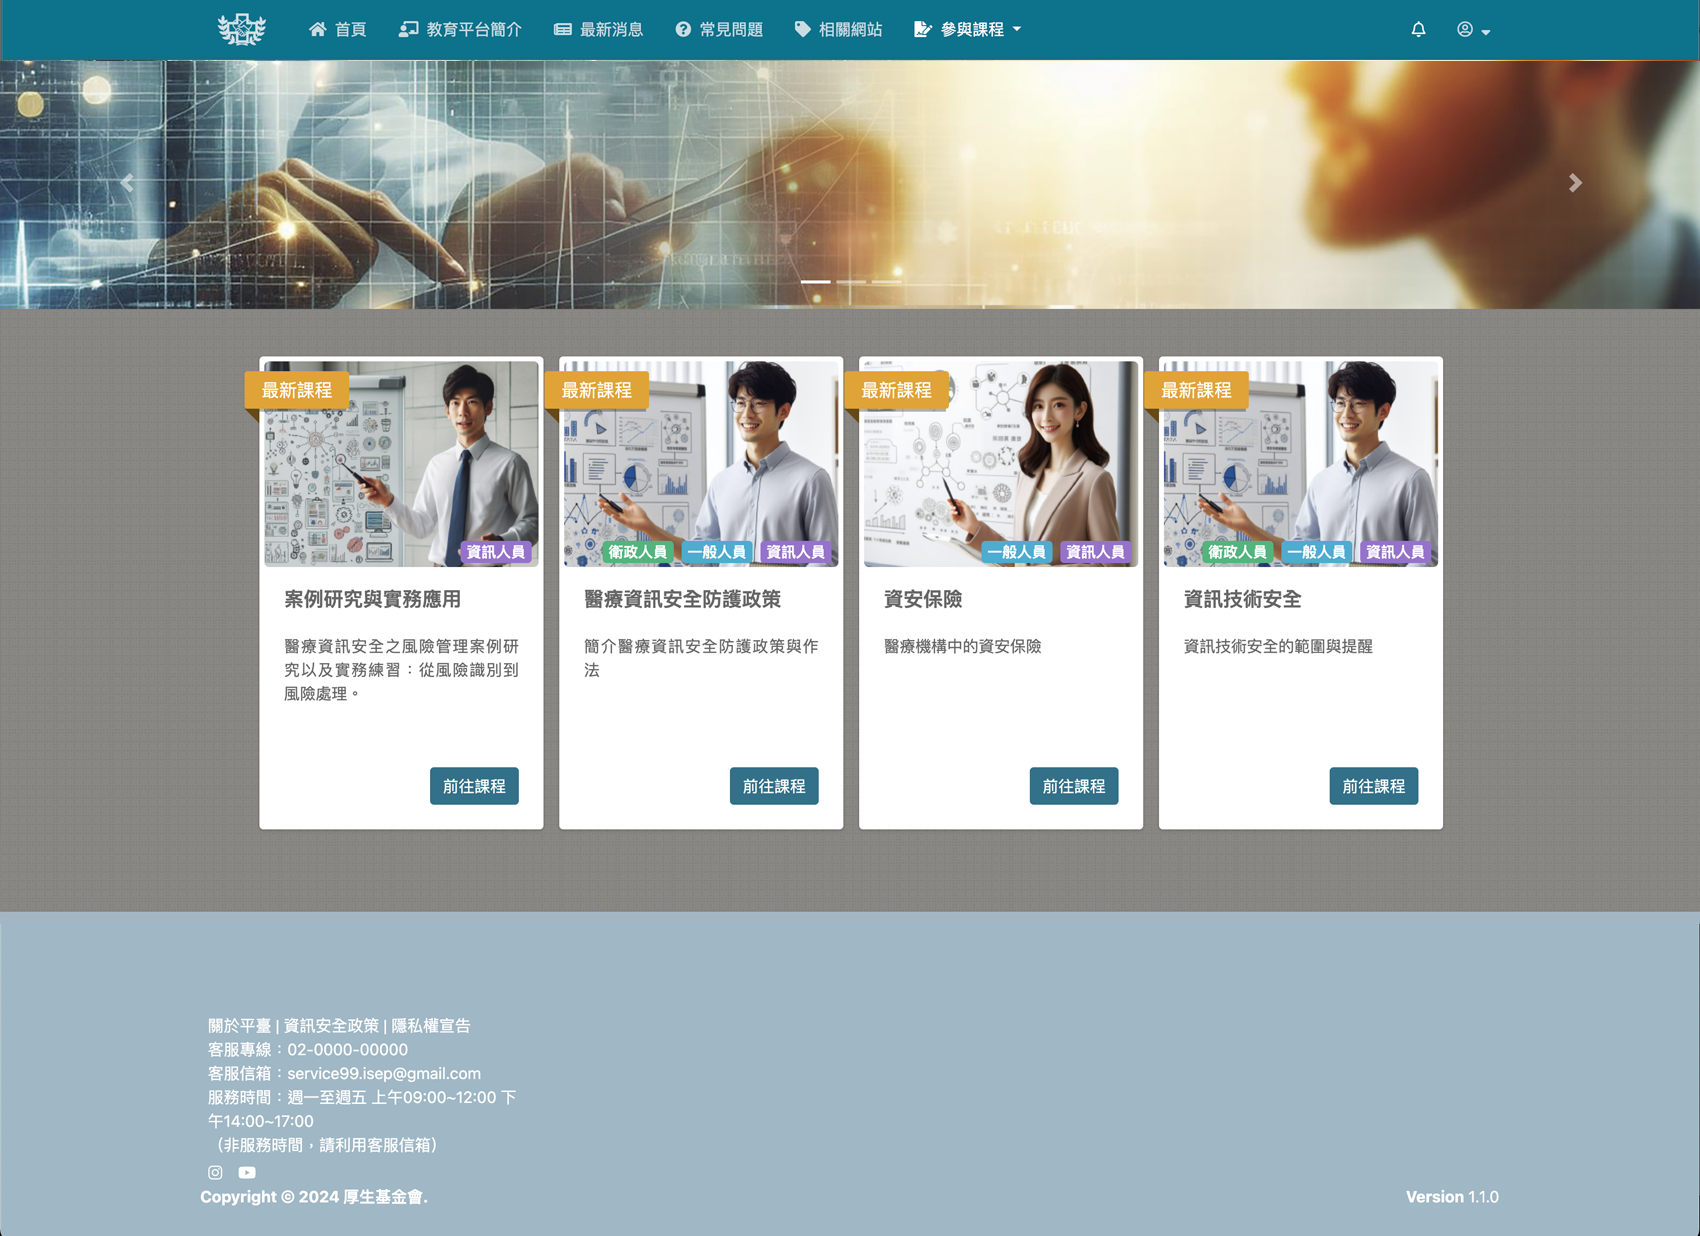 首頁
教育平台簡介
最新消息
常見問題
相關網站
參與課程
最新課程
資訊人員
案例研究與實務應用
醫療資訊安全之風險管理案例研
究以及實務練習：從風險識別到
風險處理。
前往課程
最新課程
衛政人員 一般人員 資訊人員
醫療資訊安全防護政策
簡介醫療資訊安全防護政策與作
法
前往課程
最新課程
一般人員 資訊人員
資安保險
醫療機構中的資安保險
前往課程
最新課程
衛政人員 一般人員 資訊人員
資訊技術安全
資訊技術安全的範圍與提醒
前往課程
關於平臺 | 資訊安全政策 | 隱私權宣告
客服專線：02-0000-00000
客服信箱：service99.isep@gmail.com
服務時間：週一至週五 上午09:00~12:00 下
午14:00~17:00
（非服務時間，請利用客服信箱）
Copyright © 2024 厚生基金會.
Version 1.1.0